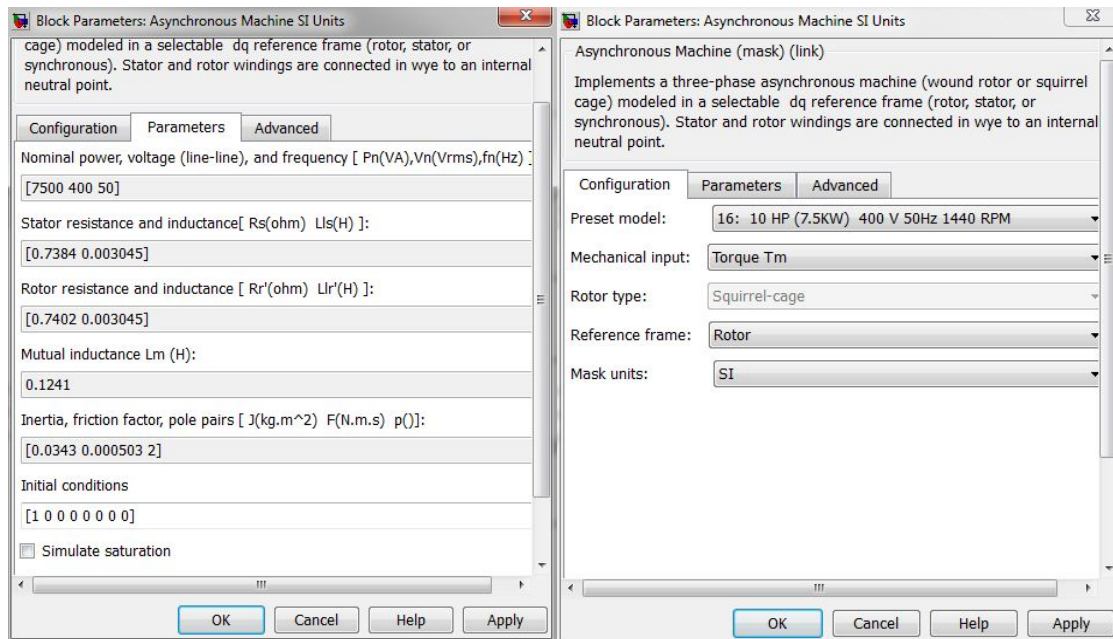 Block Parameters: Asynchronous Machine SI Units
cage) modeled in a selectable dq reference frame (rotor, stator, or
synchronous). Stator and rotor windings are connected in wye to an internal
neutral point.
Configuration Parameters Advanced
Nominal power, voltage (line-line), and frequency [ Pn(VA),Vn(Vrms),fn(Hz) ]
[7500 400 50]
Stator resistance and inductance[ Rs(ohm) Lls(H) ]:
[0.7384 0.003045]
Rotor resistance and inductance [ Rr'(ohm) Llr'(H) ]:
[0.7402 0.003045]
Mutual inductance Lm (H):
0.1241
Inertia, friction factor, pole pairs [ J(kg.m^2) F(N.m.s) p()]:
[0.0343 0.000503 2]
Initial conditions
[1 0 0 0 0 0 0 0]
Simulate saturation
OK Cancel Help Apply
Block Parameters: Asynchronous Machine SI Units
Asynchronous Machine (mask) (link)
Implements a three-phase asynchronous machine (wound rotor or squirrel
cage) modeled in a selectable dq reference frame (rotor, stator, or
synchronous). Stator and rotor windings are connected in wye to an internal
neutral point.
Configuration Parameters Advanced
Preset model: 16: 10 HP (7.5KW) 400 V 50Hz 1440 RPM
Mechanical input: Torque Tm
Rotor type: Squirrel-cage
Reference frame: Rotor
Mask units: SI
OK Cancel Help Apply